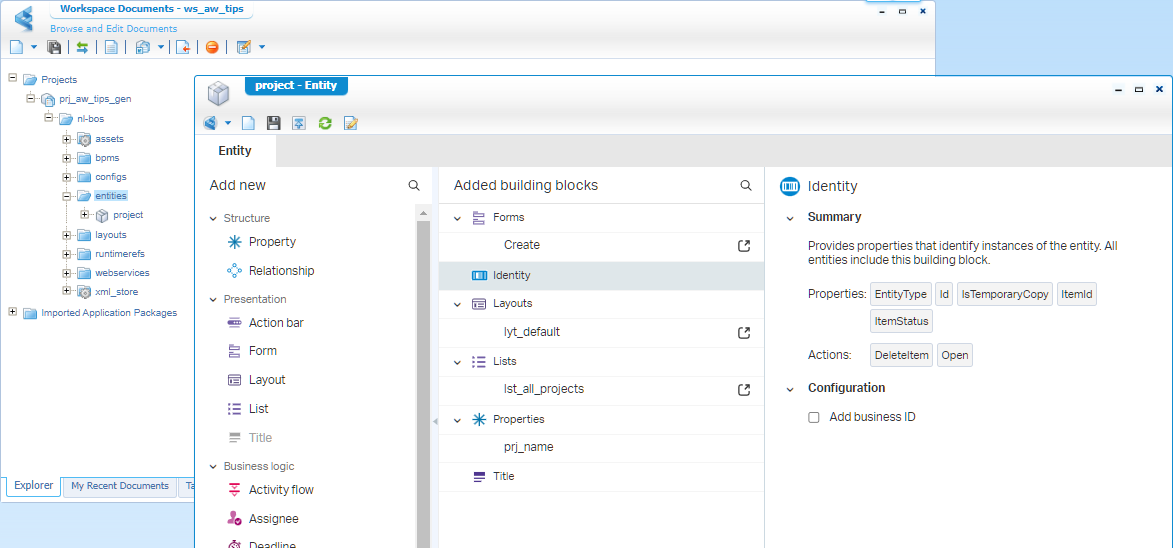 Workspace Documents - ws_aw_tips
Browse and Edit Documents
Projects
prj_aw_tips_gen
nl-bos
assets
bpms
configs
entities
project
layouts
runtimerefs
webservices
xml_store
Imported Application Packages
Explorer
My Recent Documents
Ta
project - Entity
Entity
Add new
Structure
Property
Relationship
Presentation
Action bar
Form
Layout
List
Title
Business logic
Activity flow
Assignee
Deadline
Added building blocks
Forms
Create
Identity
Layouts
lyt_default
Lists
lst_all_projects
Properties
prj_name
Title
Identity
Summary
Provides properties that identify instances of the entity. All
entities include this building block.
Properties: EntityType Id IsTemporaryCopy ItemId
ItemStatus
Actions: DeleteItem Open
Configuration
Add business ID